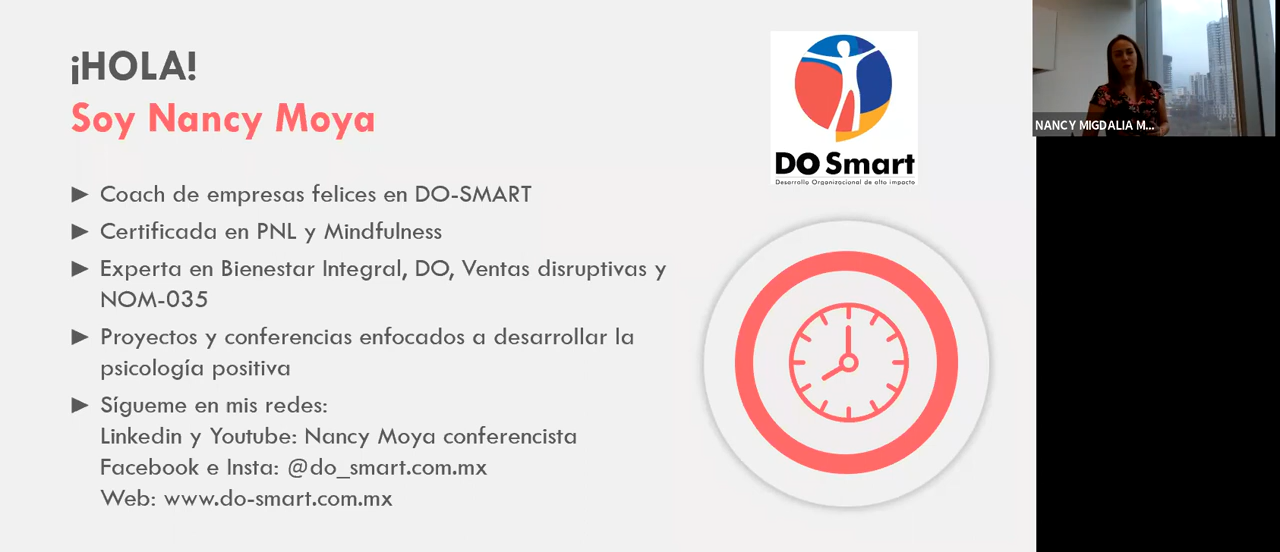 ¡HOLA!
Soy Nancy Moya
► Coach de empresas felices en DO-SMART
► Certificada en PNL y Mindfulness
► Experta en Bienestar Integral, DO, Ventas disruptivas y
NOM-035
► Proyectos y conferencias enfocados a desarrollar la
psicología positiva
► Sígueme en mis redes:
Linkedin y Youtube: Nancy Moya conferencista
Facebook e Insta: @do_smart.com.mx
Web: www.do-smart.com.mx
DO Smart
Desarrollo Organizacional de alto impacto
NANCY MIGDALIA M...